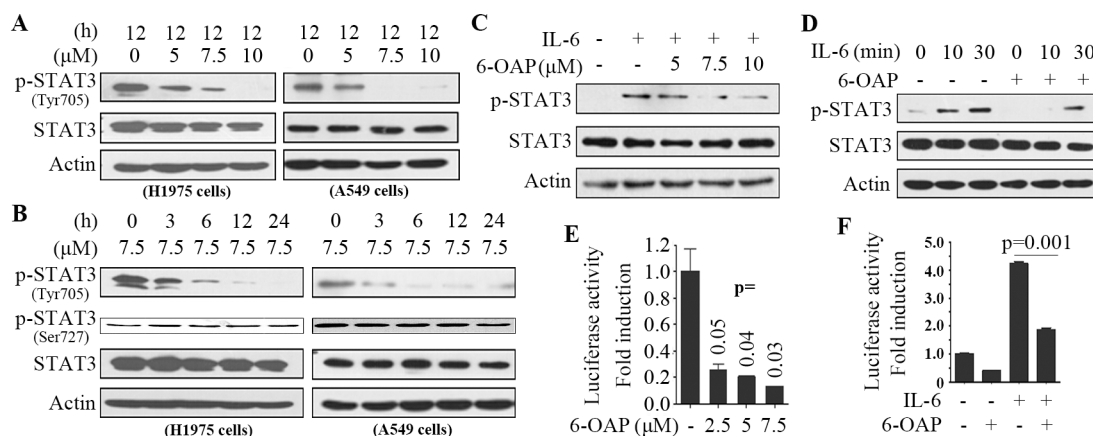 A
(h) 12 12 12 12 12 12 12 12
(μM) 0 5 7.5 10 0 5 7.5 10
p-STAT3
(Tyr705)
STAT3
Actin
(H1975 cells) (A549 cells)
B
(h) 0 3 6 12 24 0 3 6 12 24
(μM) 7.5 7.5 7.5 7.5 7.5 7.5 7.5 7.5 7.5 7.5
p-STAT3
(Tyr705)
p-STAT3
(Ser727)
STAT3
Actin
(H1975 cells) (A549 cells)
C
IL-6 - + + + +
6-OAP (μM) 5 7.5 10
p-STAT3
STAT3
Actin
D
IL-6 (min) 0 10 30 0 10 30
6-OAP + + +
p-STAT3
STAT3
Actin
E
Luciferase activity
Fold induction
1.2
1.0
0.8
0.6
0.4
0.2
0.0
p=
0.05
0.04
0.03
- 2.5 5 7.5
6-OAP (μM)
F
Luciferase activity
Fold induction
5.0
4.0
3.0
2.0
1.0
0.0
p=0.001
IL-6 - - + +
6-OAP - + - +